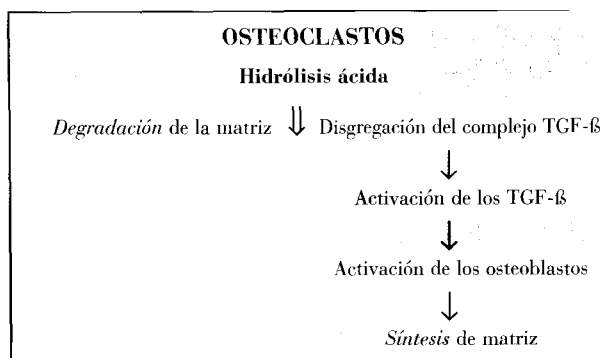 OSTEOCLASTOS
Hidrólisis ácida
Degradación de la matriz ⇓ Disgregación del complejo TGF-ß
↓
Activación de los TGF-ß
↓
Activación de los osteoblastos
↓
Síntesis de matriz